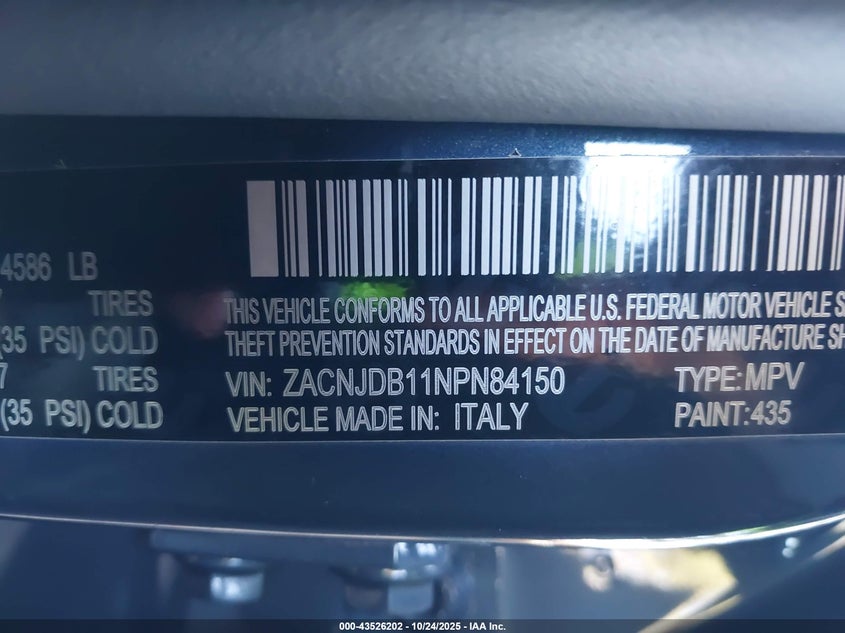 4586 LB
THIS VEHICLE CONFORMS TO ALL APPLICABLE U.S. FEDERAL MOTOR VEHICLE S
TIRES
THEFT PREVENTION STANDARDS IN EFFECT ON THE DATE OF MANUFACTURE SH
(35 PSI) COLD
VIN: ZACNJDB11NPN84150 TYPE: MPV
7 TIRES
VEHICLE MADE IN: ITALY PAINT: 435
(35 PSI) COLD
000-43526202 - 10/24/2025 - IAA Inc.